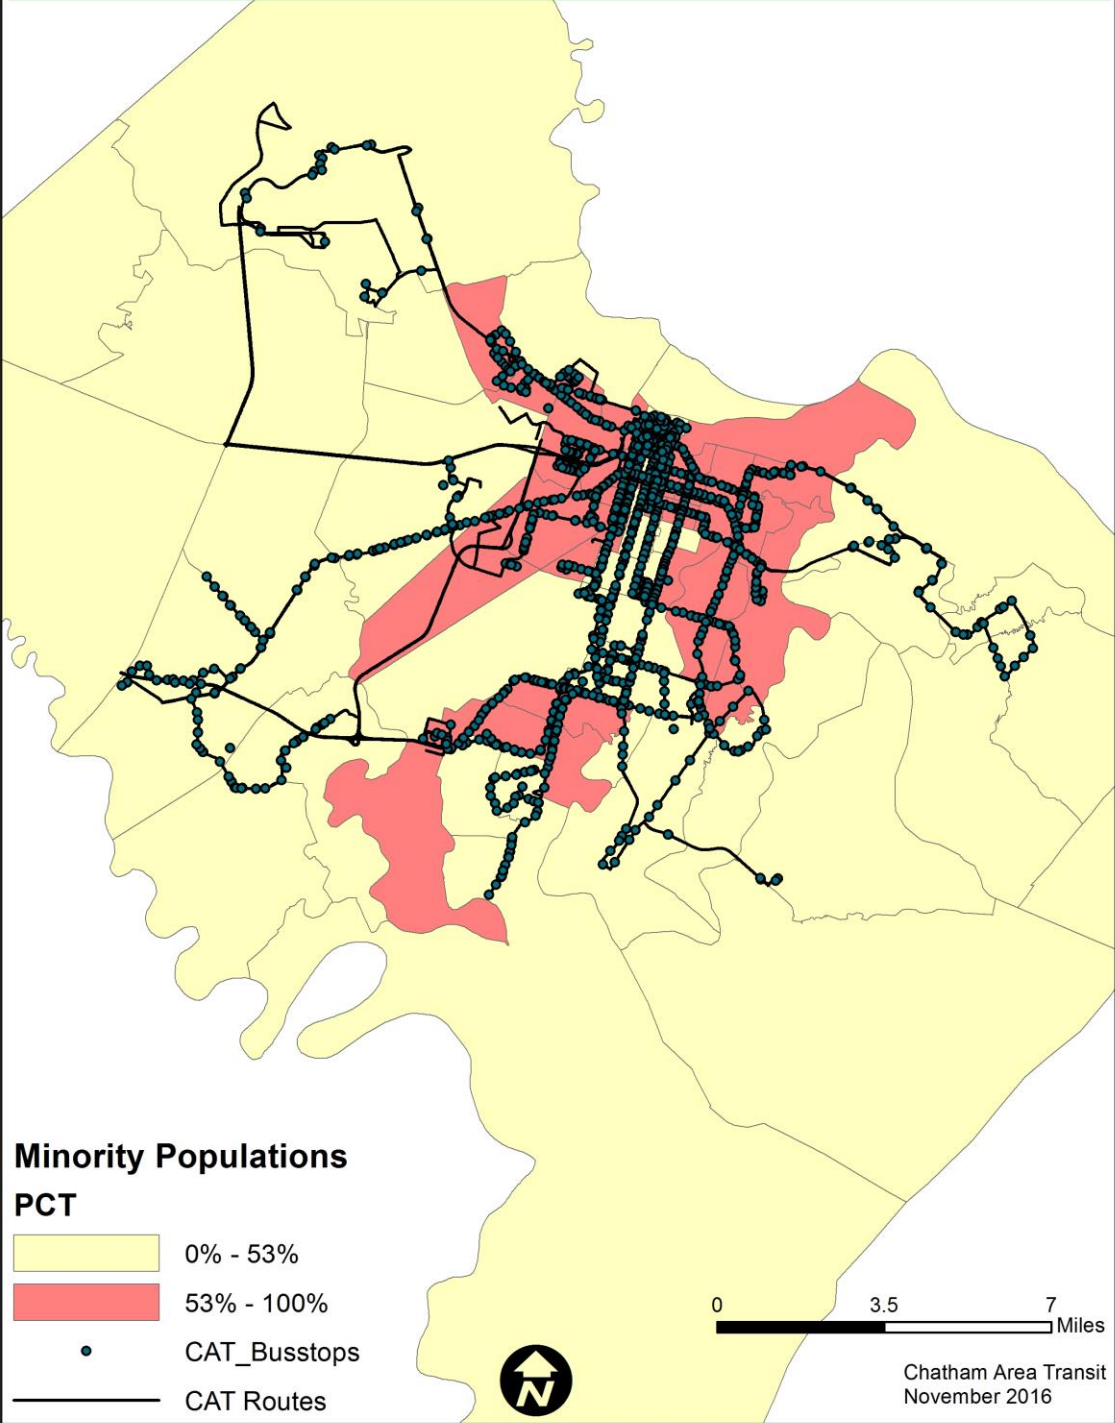 Minority Populations
PCT
0% - 53%
53% - 100%
CAT_Busstops
CAT Routes
N
0 3.5 7
Miles
Chatham Area Transit
November 2016